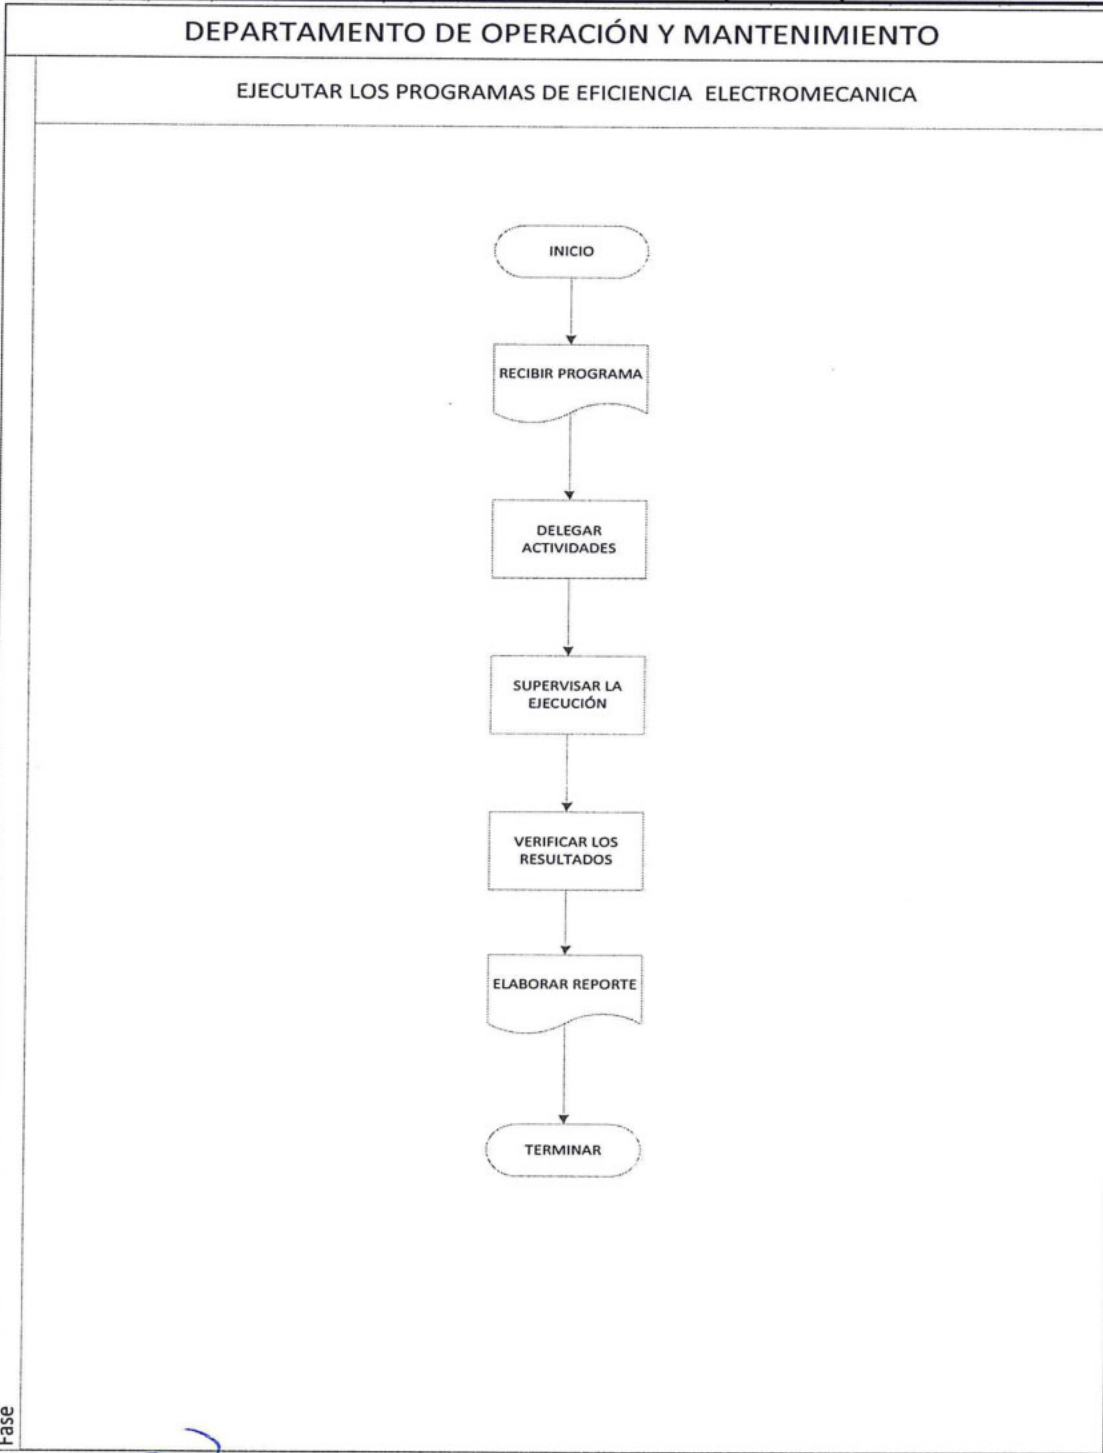 DEPARTAMENTO DE OPERACIÓN Y MANTENIMIENTO
EJECUTAR LOS PROGRAMAS DE EFICIENCIA ELECTROMECANICA
INICIO
RECIBIR PROGRAMA
DELEGAR
ACTIVIDADES
SUPERVISAR LA
EJECUCIÓN
VERIFICAR LOS
RESULTADOS
ELABORAR REPORTE
TERMINAR
Fase